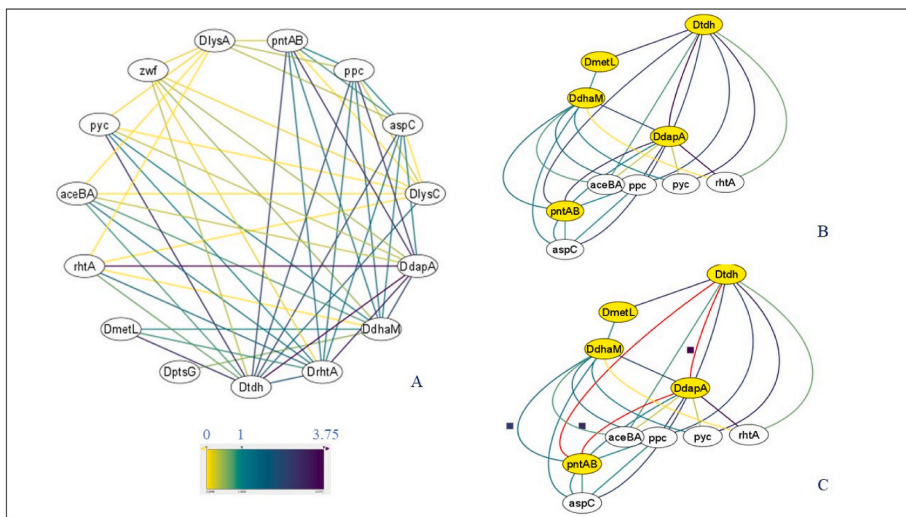 DlysA
pntAB
zwf
ppc
pyc
aspC
aceBA
DlysC
rhtA
DdapA
DmetL
DdhaM
DptsG
DrhtA
Dtdh
A
0 1 3.75
Dtdh
DmetL
DdhaM
DdapA
aceBA ppc pyc rhtA
pntAB
aspC
B
Dtdh
DmetL
DdhaM
DdapA
aceBA ppc pyc rhtA
pntAB
aspC
C